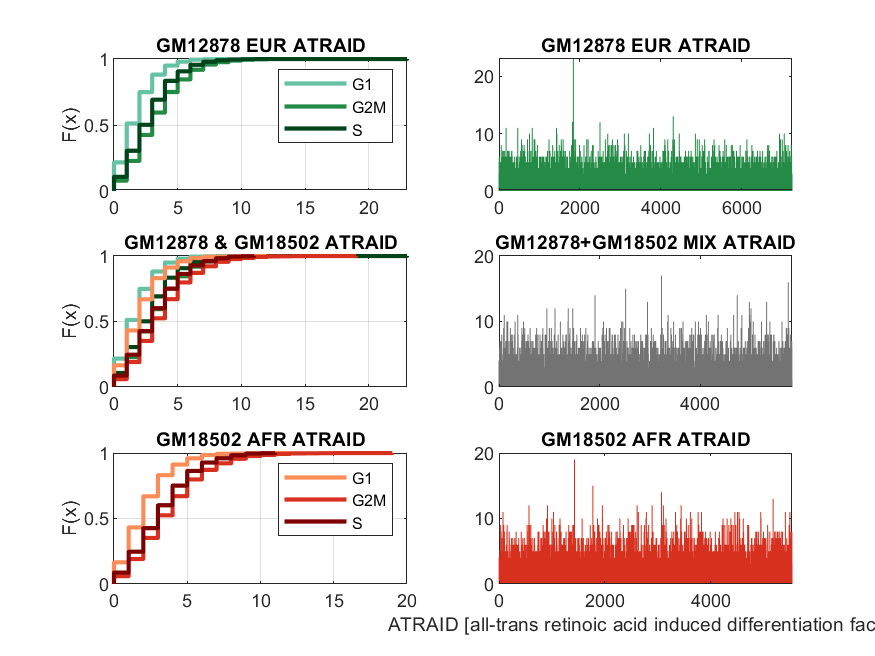 GM12878 EUR ATRAID
1
0.5
0
F(x)
G1
G2M
S
0 5 10 15 20
GM12878 EUR ATRAID
20
10
0
0 2000 4000 6000
GM12878 & GM18502 ATRAID
1
0.5
0
F(x)
0 5 10 15 20
GM12878+GM18502 MIX ATRAID
20
10
0
0 2000 4000
GM18502 AFR ATRAID
1
0.5
0
F(x)
G1
G2M
S
0 5 10 15 20
GM18502 AFR ATRAID
20
10
0
0 2000 4000
ATRAID [all-trans retinoic acid induced differentiation fac